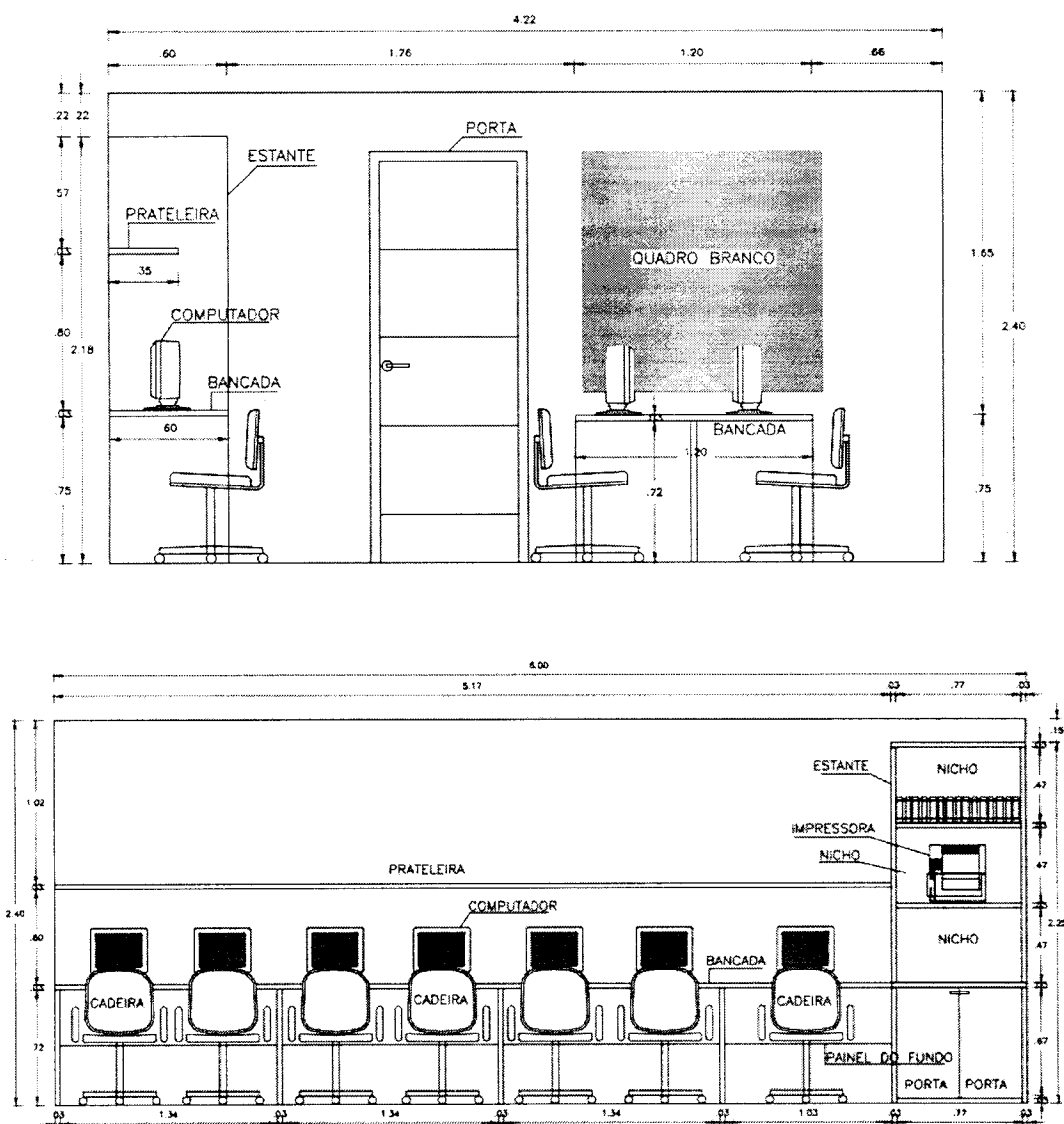 4.22
.60 1.76 1.20 .66
.22 .22
PORTA
ESTANTE
.57
PRATELEIRA
.35
QUADRO BRANCO
1.65
2.40
COMPUTADOR
.80 2.18
BANCADA
.60
BANCADA
1.20
.72
.75
.75
6.00
5.17 .03 .77 .03
.15
ESTANTE
NICHO
.47
1.02
IMPRESSORA
NICHO
.47
PRATELEIRA
2.40
COMPUTADOR
.60
2.25
NICHO
.47
BANCADA
CADEIRA CADEIRA CADEIRA
.72
.67
PAINEL DO FUNDO
PORTA PORTA
.03 1.34 .03 1.34 .03 1.34 .03 1.03 .03 .77 .03